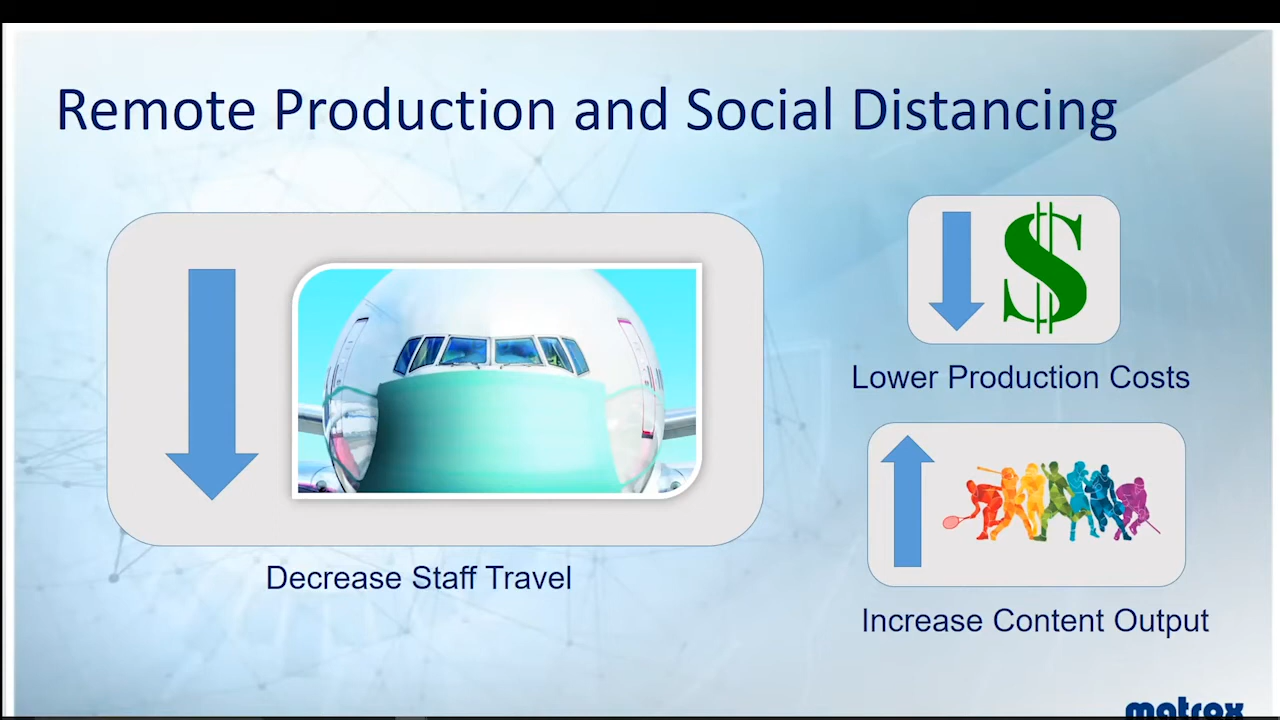 Remote Production and Social Distancing
$
Lower Production Costs
Decrease Staff Travel
Increase Content Output
matrox